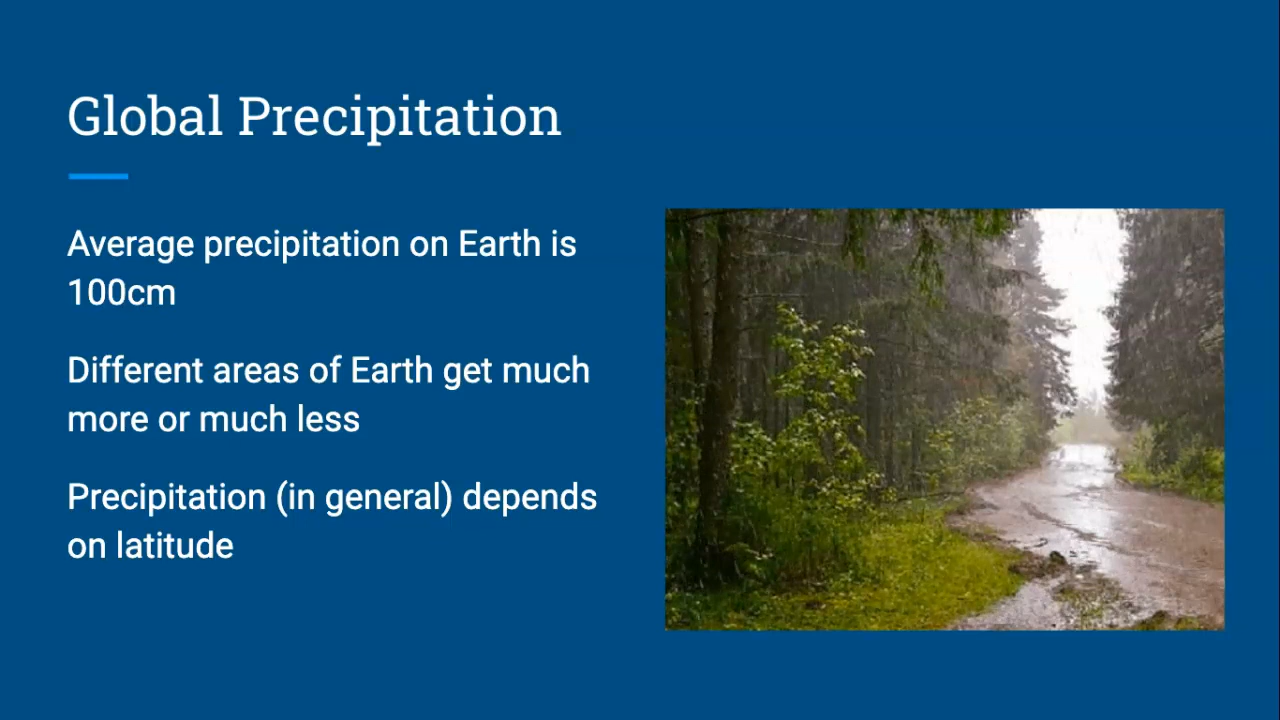 Global Precipitation
Average precipitation on Earth is
100cm
Different areas of Earth get much
more or much less
Precipitation (in general) depends
on latitude